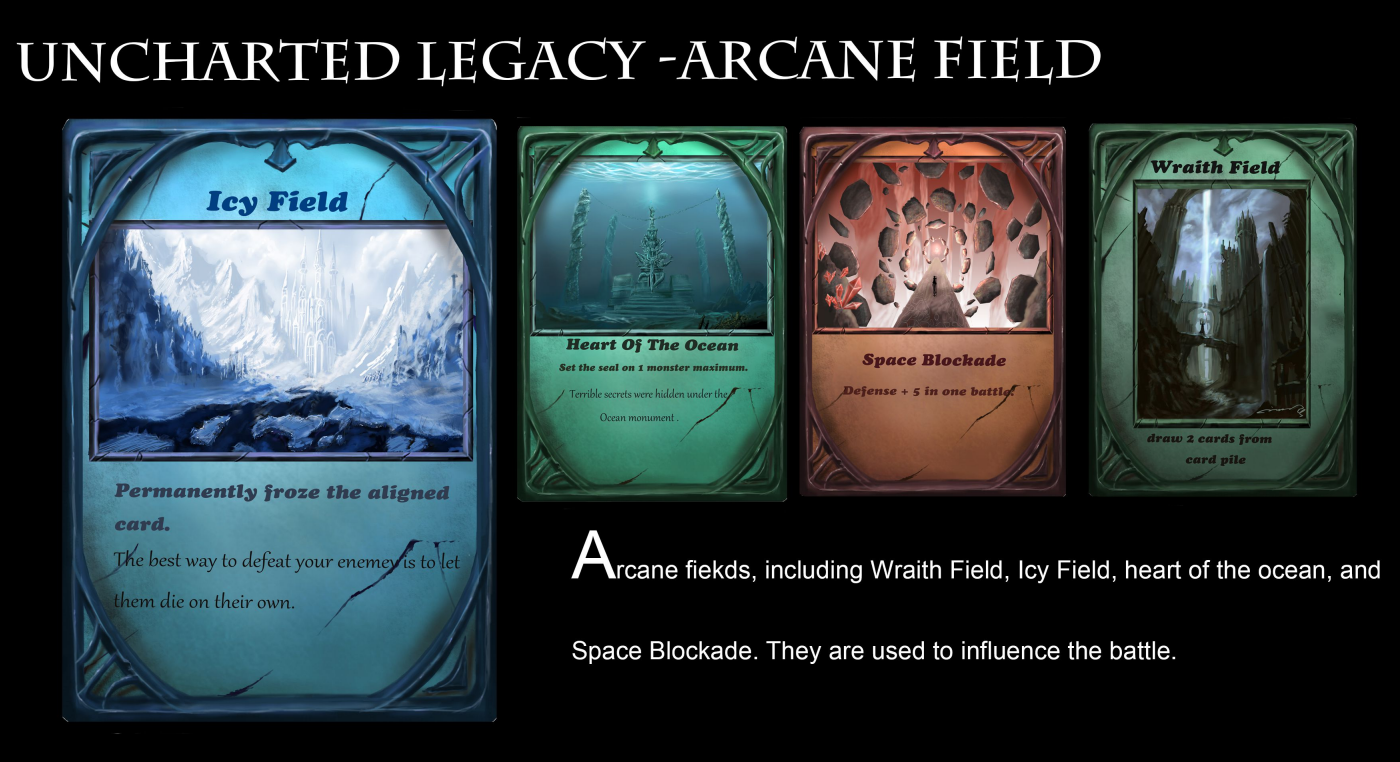 UNCHARTED LEGACY -ARCANE FIELD
Icy Field
Permanently froze the aligned
card.
The best way to defeat your enemey is to let
them die on their own.
Heart Of The Ocean
Set the seal on 1 monster maximum.
Terrible secrets were hidden under the
Ocean monument .
Space Blockade
Defense + 5 in one battle!
Wraith Field
draw 2 cards from
card pile
Arcane fiekds, including Wraith Field, Icy Field, heart of the ocean, and
Space Blockade. They are used to influence the battle.